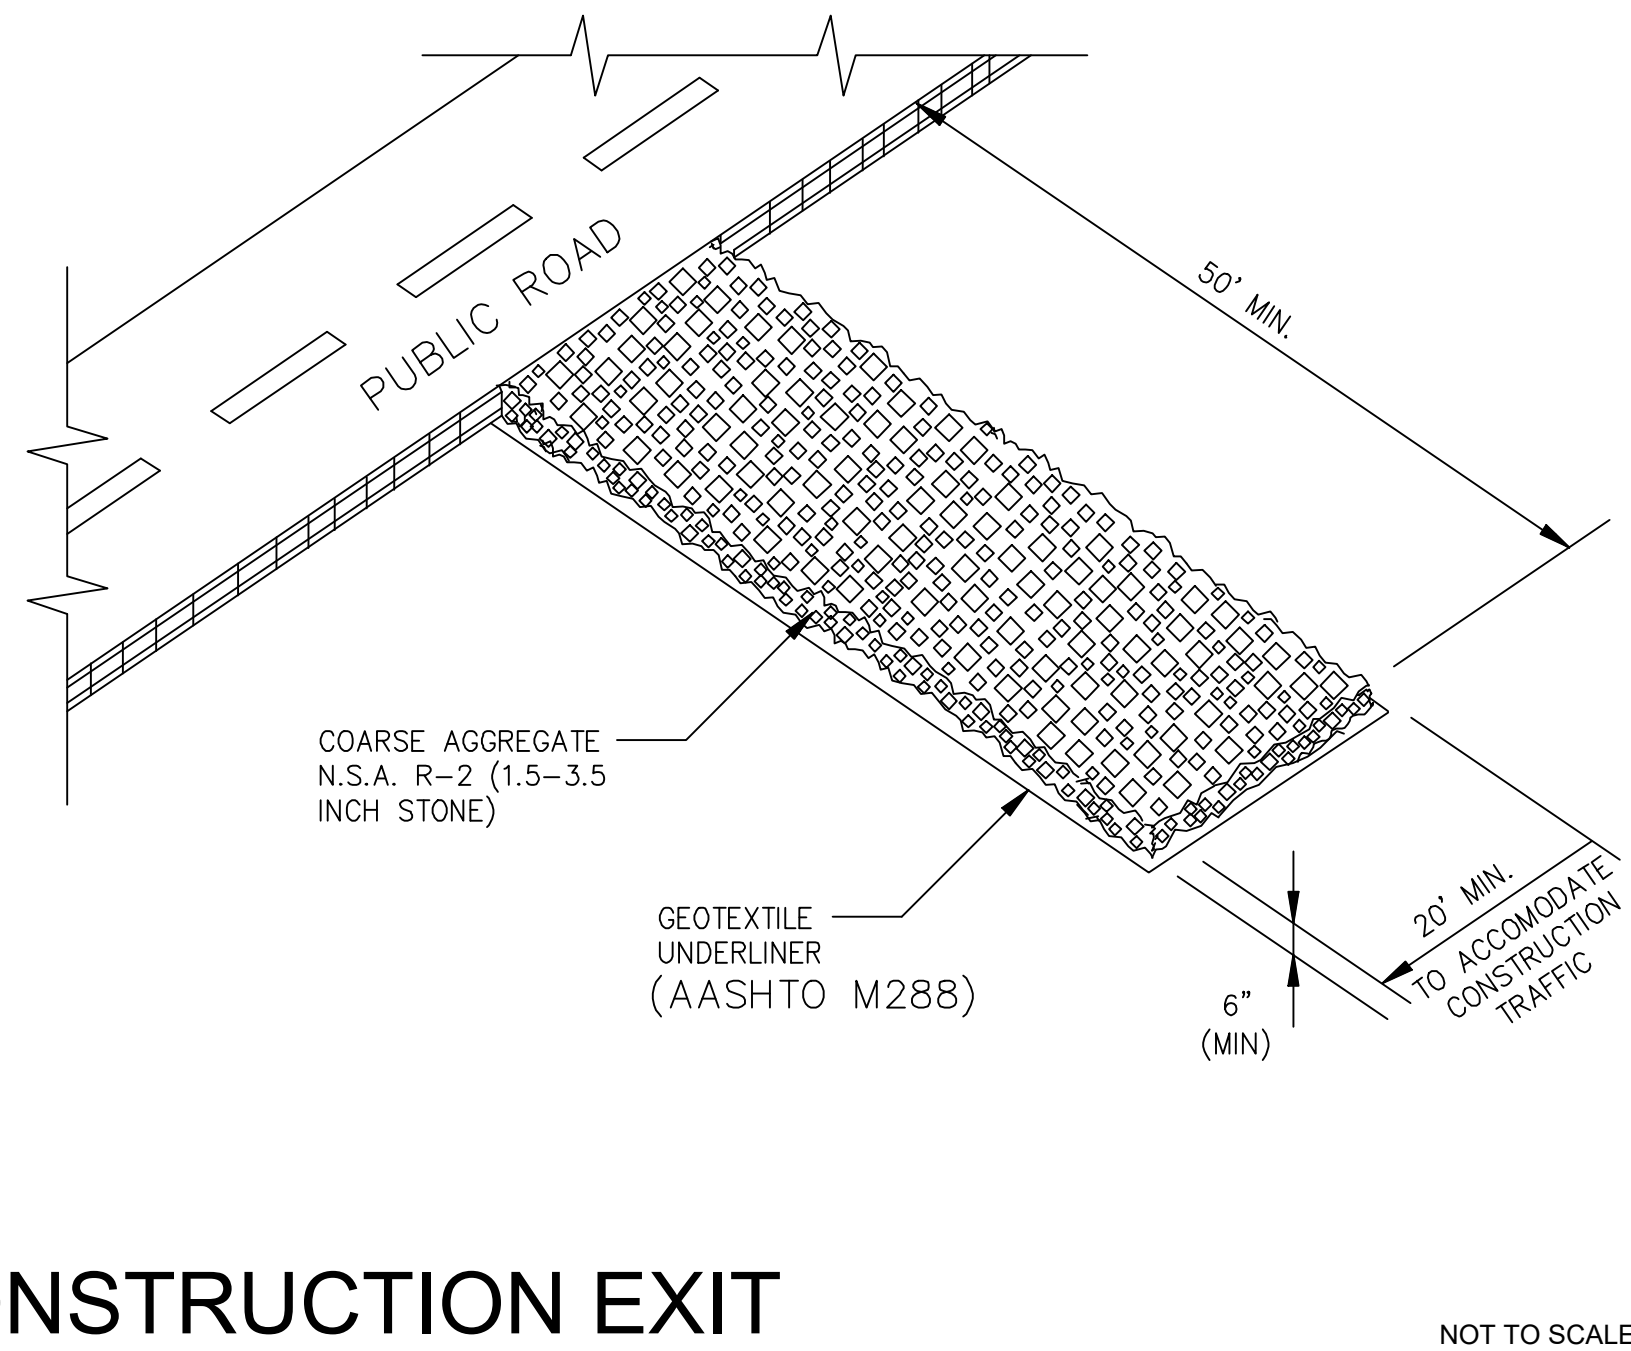 50' MIN.
PUBLIC ROAD
COARSE AGGREGATE
N.S.A. R-2 (1.5-3.5
INCH STONE)
GEOTEXTILE
UNDERLINER
(AASHTO M288)
6"
(MIN)
20' MIN.
TO ACCOMODATE
CONSTRUCTION
TRAFFIC
ONSTRUCTION EXIT
NOT TO SCALE